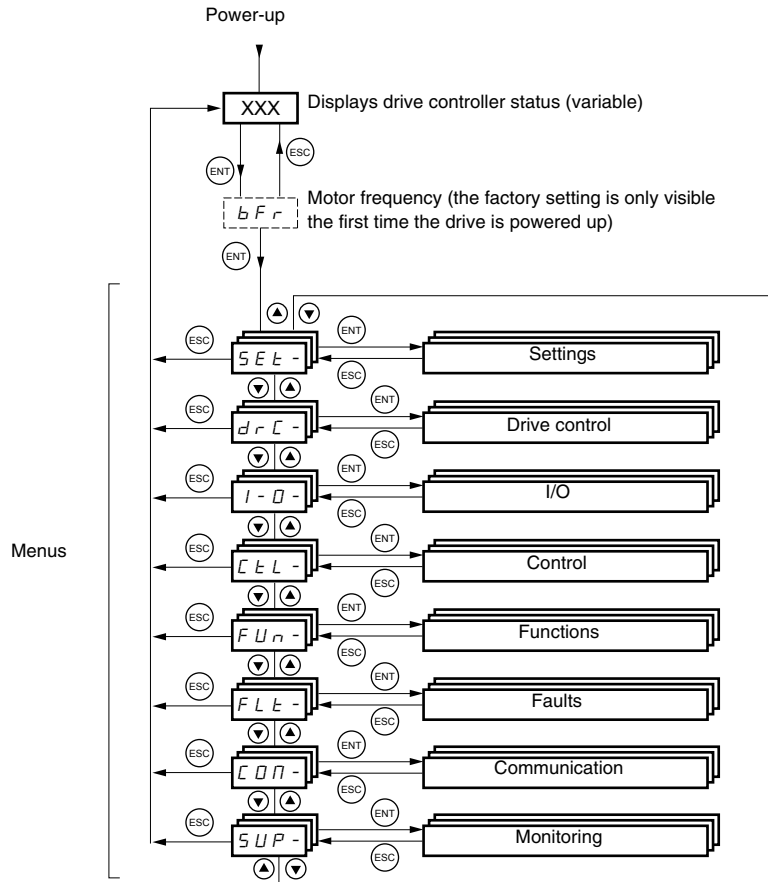 Power-up
XXX
Displays drive controller status (variable)
ENT
ESC
bFr
Motor frequency (the factory setting is only visible
the first time the drive is powered up)
ENT
Menus
ESC
SEt-
ENT
ESC
Settings
ESC
drC-
ENT
ESC
Drive control
ESC
I-O-
ENT
ESC
I/O
ESC
CtL-
ENT
ESC
Control
ESC
FUn-
ENT
ESC
Functions
ESC
FLt-
ENT
ESC
Faults
ESC
COM-
ENT
ESC
Communication
ESC
SUP-
ENT
ESC
Monitoring